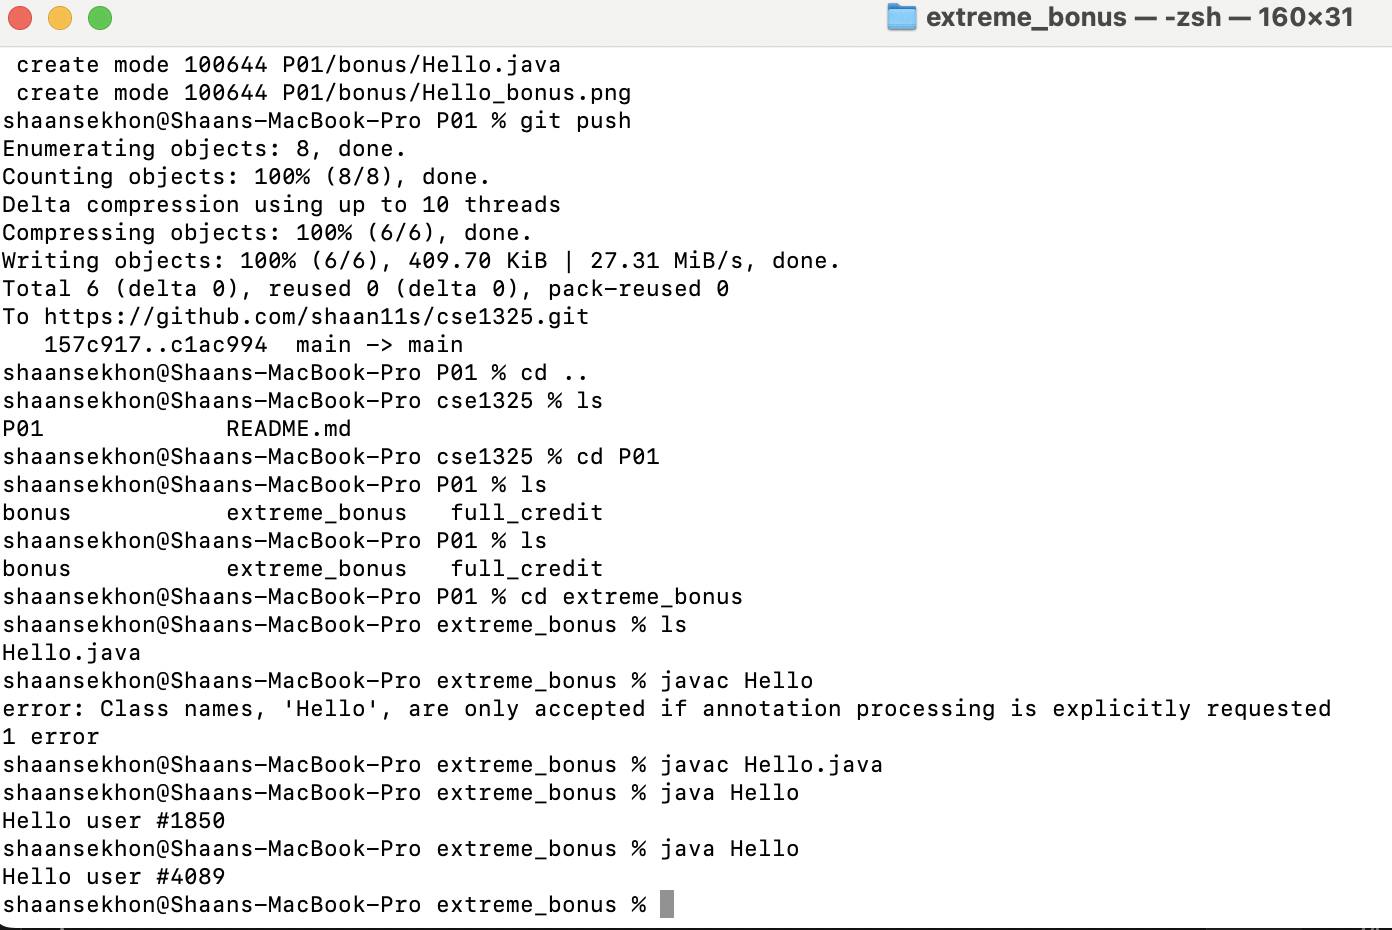 extreme_bonus — -zsh — 160×31
 create mode 100644 P01/bonus/Hello.java
 create mode 100644 P01/bonus/Hello_bonus.png
shaansekhon@Shaans-MacBook-Pro P01 % git push
Enumerating objects: 8, done.
Counting objects: 100% (8/8), done.
Delta compression using up to 10 threads
Compressing objects: 100% (6/6), done.
Writing objects: 100% (6/6), 409.70 KiB | 27.31 MiB/s, done.
Total 6 (delta 0), reused 0 (delta 0), pack-reused 0
To https://github.com/shaan11s/cse1325.git
   157c917..c1ac994  main -> main
shaansekhon@Shaans-MacBook-Pro P01 % cd ..
shaansekhon@Shaans-MacBook-Pro cse1325 % ls
P01             README.md
shaansekhon@Shaans-MacBook-Pro cse1325 % cd P01
shaansekhon@Shaans-MacBook-Pro P01 % ls
bonus           extreme_bonus   full_credit
shaansekhon@Shaans-MacBook-Pro P01 % ls
bonus           extreme_bonus   full_credit
shaansekhon@Shaans-MacBook-Pro P01 % cd extreme_bonus
shaansekhon@Shaans-MacBook-Pro extreme_bonus % ls
Hello.java
shaansekhon@Shaans-MacBook-Pro extreme_bonus % javac Hello
error: Class names, 'Hello', are only accepted if annotation processing is explicitly requested
1 error
shaansekhon@Shaans-MacBook-Pro extreme_bonus % javac Hello.java
shaansekhon@Shaans-MacBook-Pro extreme_bonus % java Hello
Hello user #1850
shaansekhon@Shaans-MacBook-Pro extreme_bonus % java Hello
Hello user #4089
shaansekhon@Shaans-MacBook-Pro extreme_bonus %